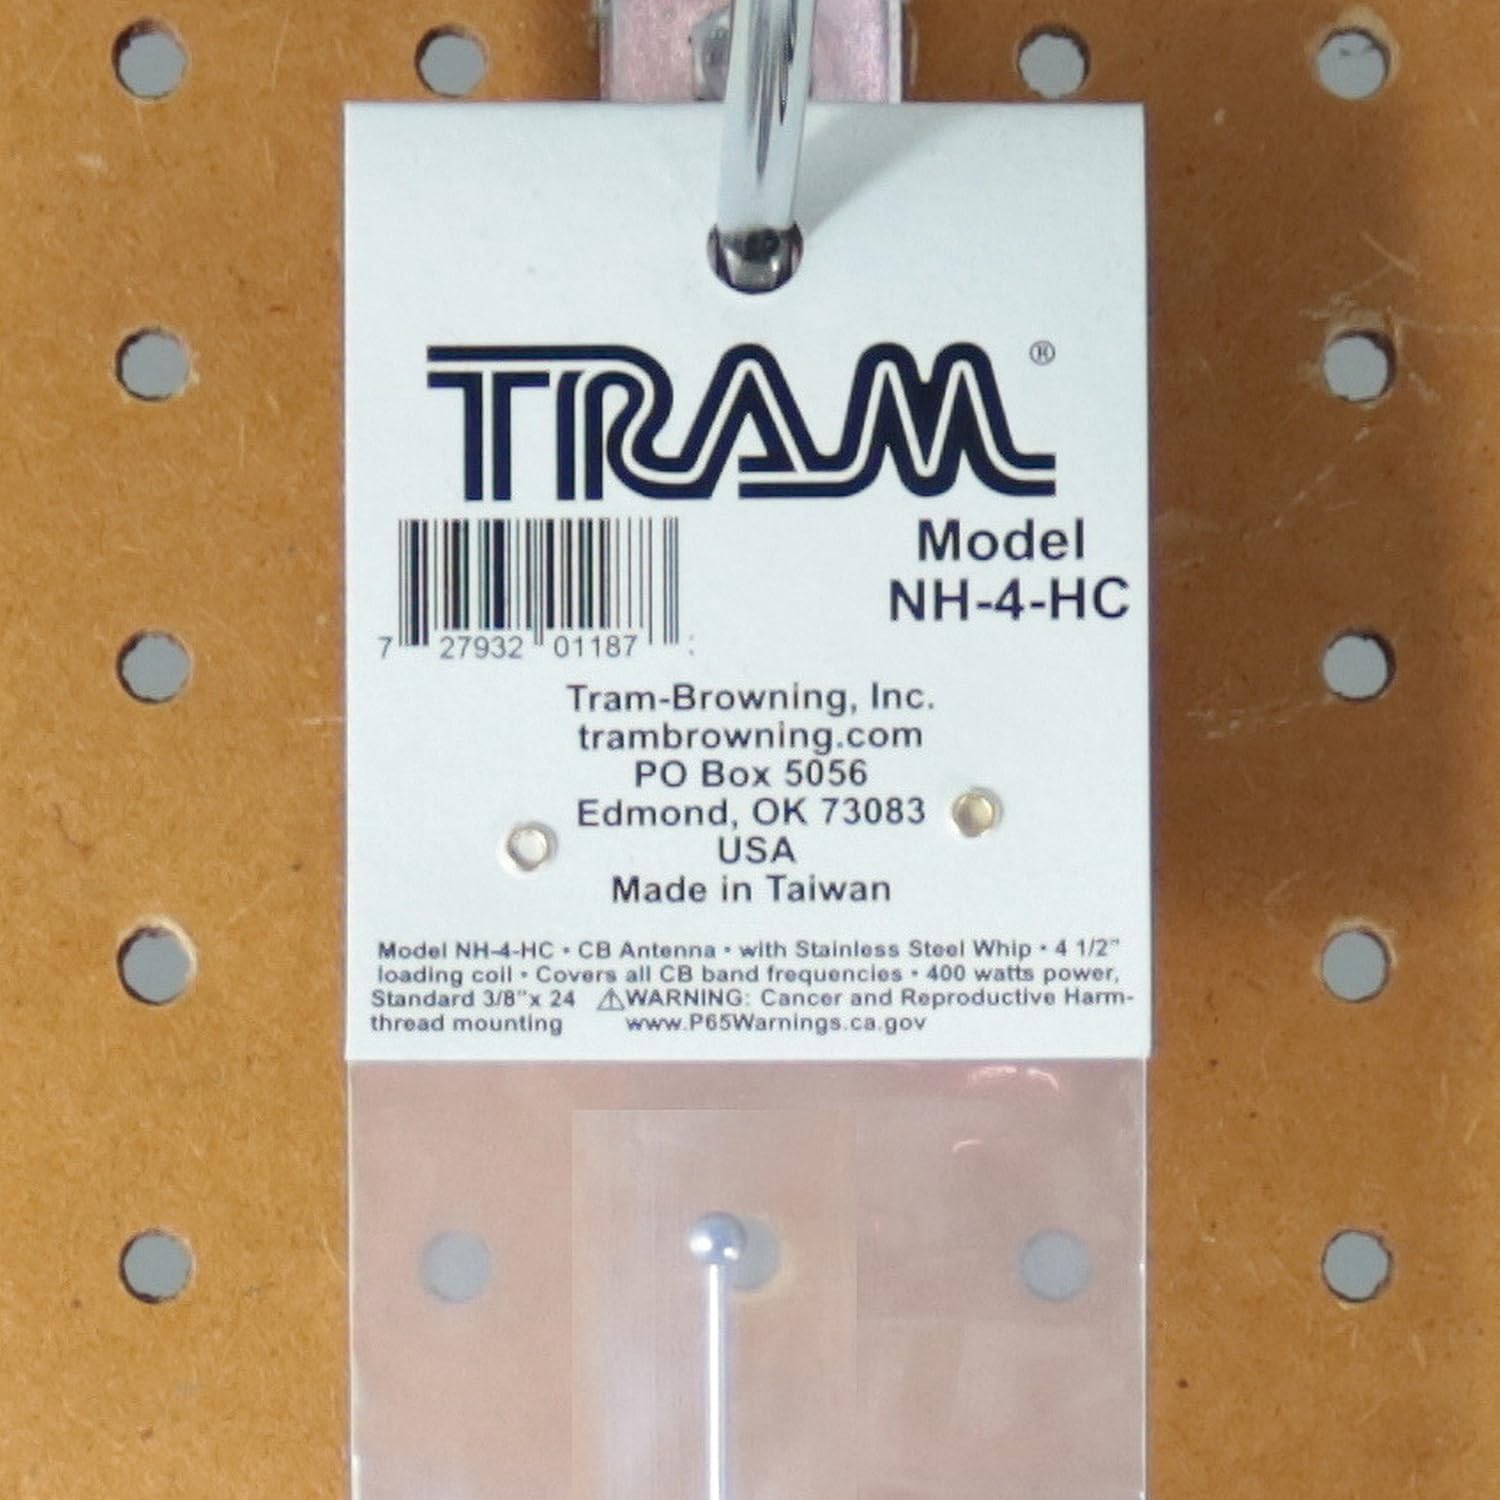 TRAM®
Model
NH-4-HC
7 27932 01187
Tram-Browning, Inc.
trambrowning.com
PO Box 5056
Edmond, OK 73083
USA
Made in Taiwan
Model NH-4-HC • CB Antenna • with Stainless Steel Whip • 4 1/2"
loading coil • Covers all CB band frequencies • 400 watts power,
Standard 3/8"x 24 ⚠WARNING: Cancer and Reproductive Harm-
thread mounting www.P65Warnings.ca.gov